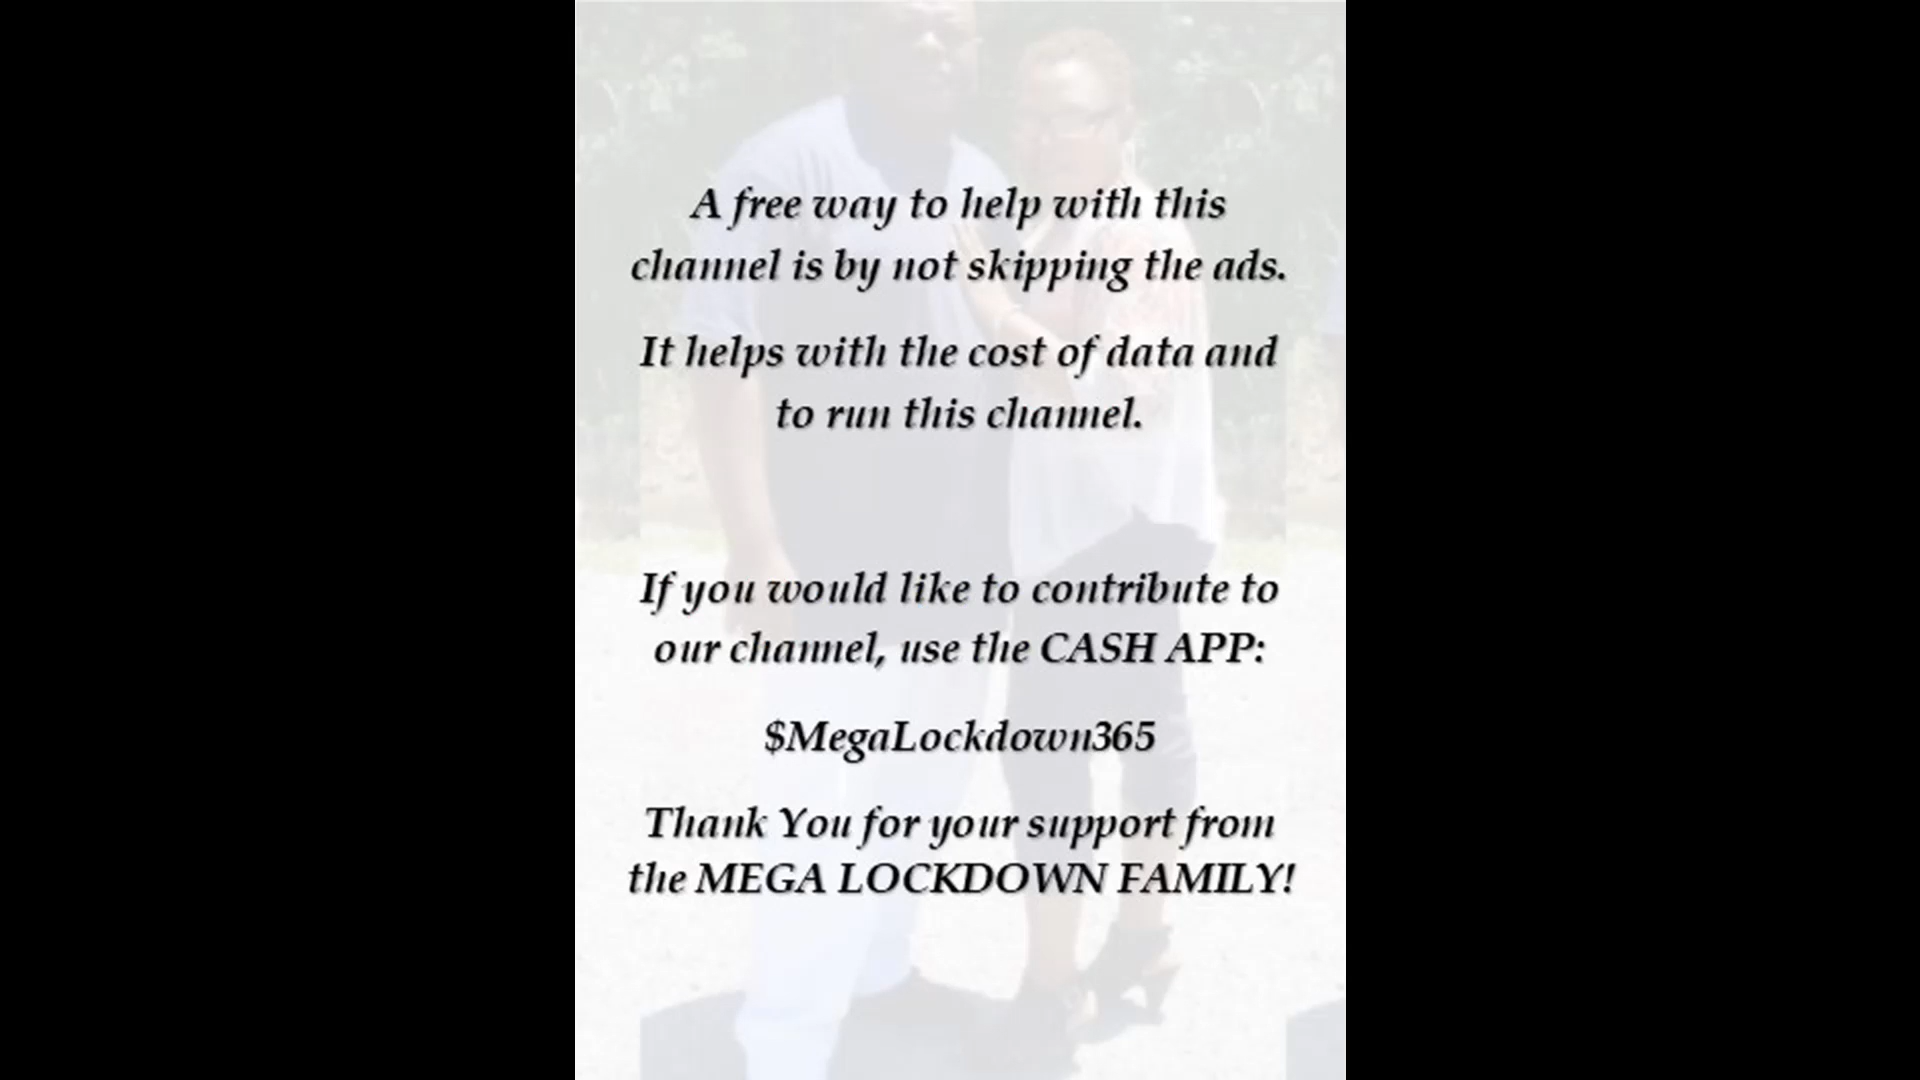 A free way to help with this
channel is by not skipping the ads.
It helps with the cost of data and
to run this channel.
If you would like to contribute to
our channel, use the CASH APP:
$MegaLockdown365
Thank You for your support from
the MEGA LOCKDOWN FAMILY!